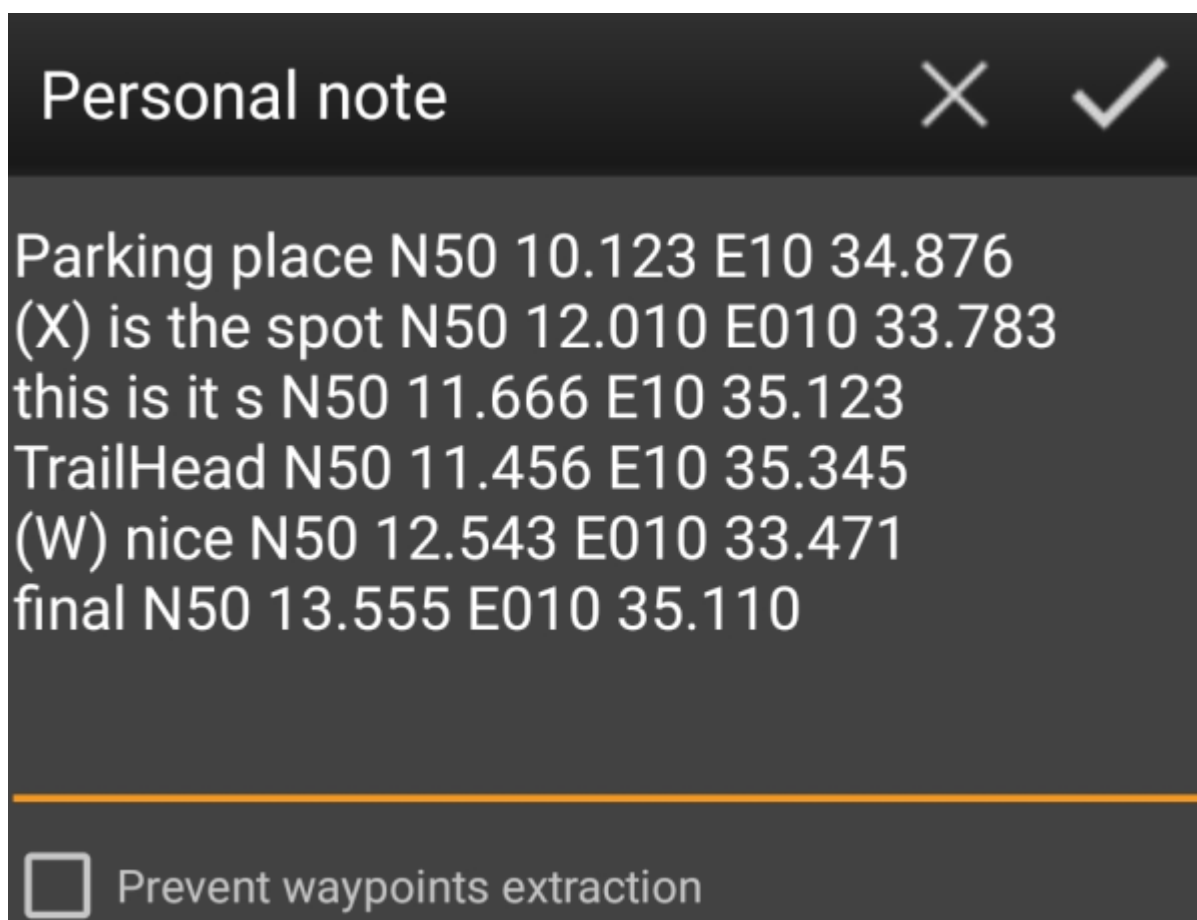 Personal note
Parking place N50 10.123 E10 34.876
(X) is the spot N50 12.010 E010 33.783
this is it s N50 11.666 E10 35.123
TrailHead N50 11.456 E10 35.345
(W) nice N50 12.543 E010 33.471
final N50 13.555 E010 35.110
Prevent waypoints extraction